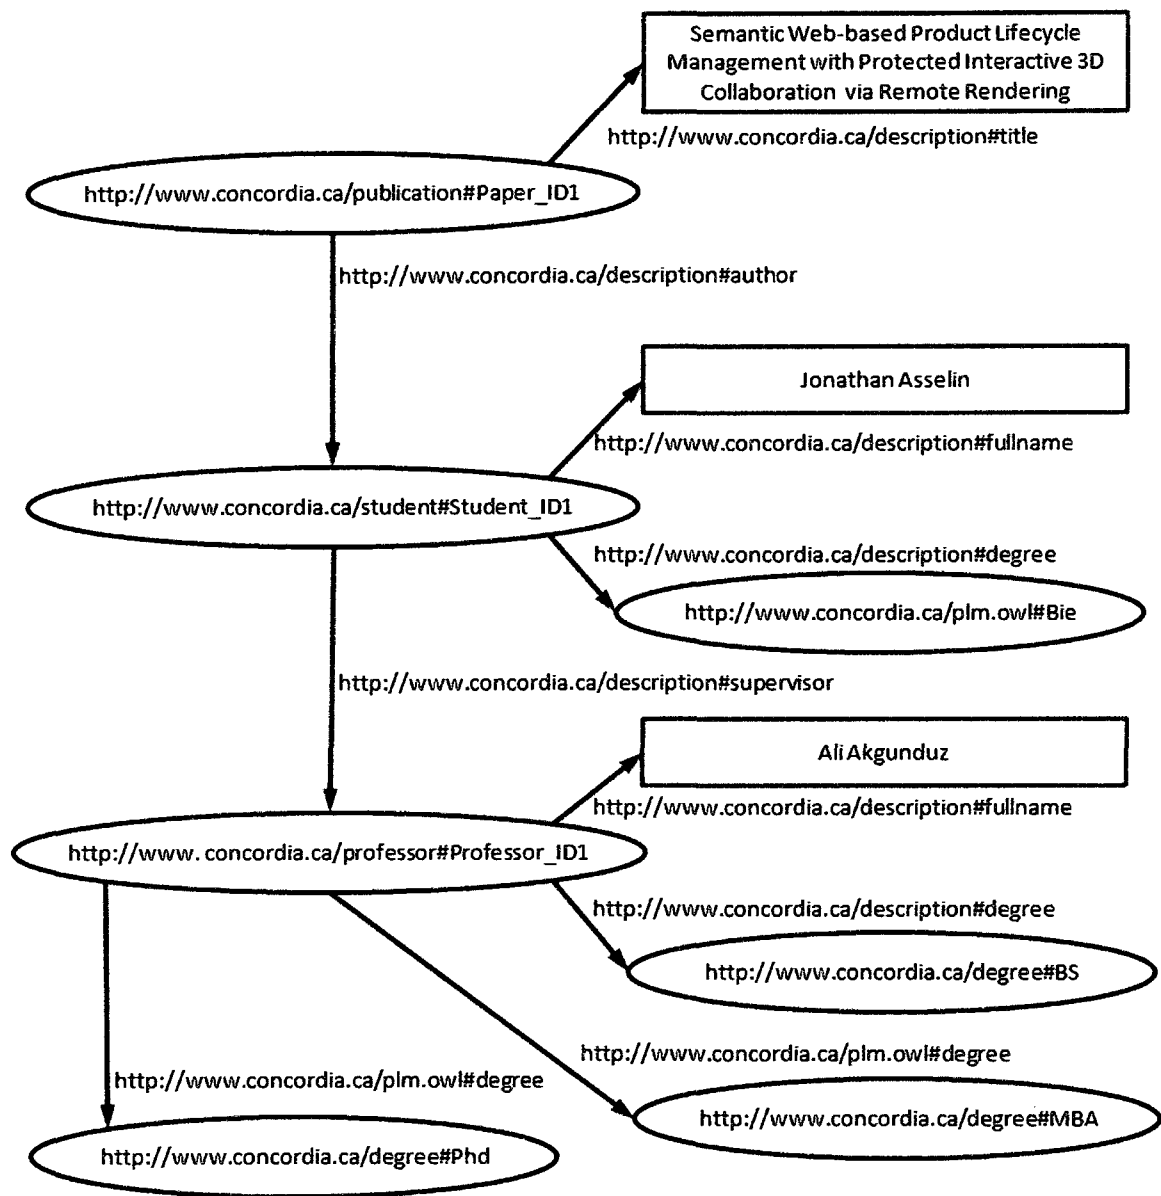 Semantic Web-based Product Lifecycle
Management with Protected Interactive 3D
Collaboration via Remote Rendering
http://www.concordia.ca/description#title
http://www.concordia.ca/publication#Paper_ID1
http://www.concordia.ca/description#author
Jonathan Asselin
http://www.concordia.ca/description#fullname
http://www.concordia.ca/student#Student_ID1
http://www.concordia.ca/description#degree
http://www.concordia.ca/plm.owl#Bie
http://www.concordia.ca/description#supervisor
Ali Akgunduz
http://www.concordia.ca/description#fullname
http://www. concordia.ca/professor#Professor_ID1
http://www.concordia.ca/description#degree
http://www.concordia.ca/degree#BS
http://www.concordia.ca/plm.owl#degree
http://www.concordia.ca/plm.owl#degree
http://www.concordia.ca/degree#MBA
http://www.concordia.ca/degree#Phd